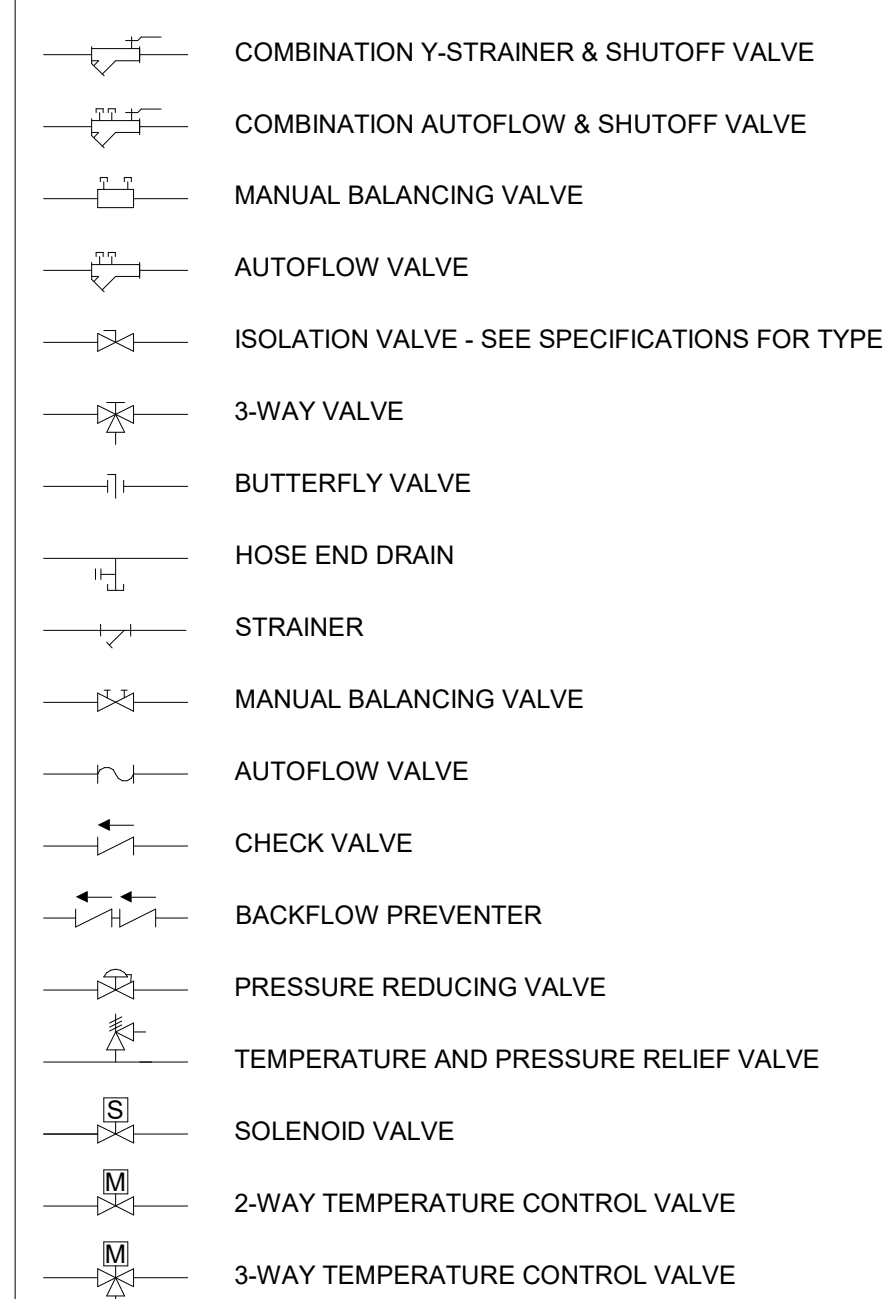 COMBINATION Y-STRAINER & SHUTOFF VALVE
COMBINATION AUTOFLOW & SHUTOFF VALVE
MANUAL BALANCING VALVE
AUTOFLOW VALVE
ISOLATION VALVE - SEE SPECIFICATIONS FOR TYPE
3-WAY VALVE
BUTTERFLY VALVE
HOSE END DRAIN
STRAINER
MANUAL BALANCING VALVE
AUTOFLOW VALVE
CHECK VALVE
BACKFLOW PREVENTER
PRESSURE REDUCING VALVE
TEMPERATURE AND PRESSURE RELIEF VALVE
S SOLENOID VALVE
M 2-WAY TEMPERATURE CONTROL VALVE
M 3-WAY TEMPERATURE CONTROL VALVE